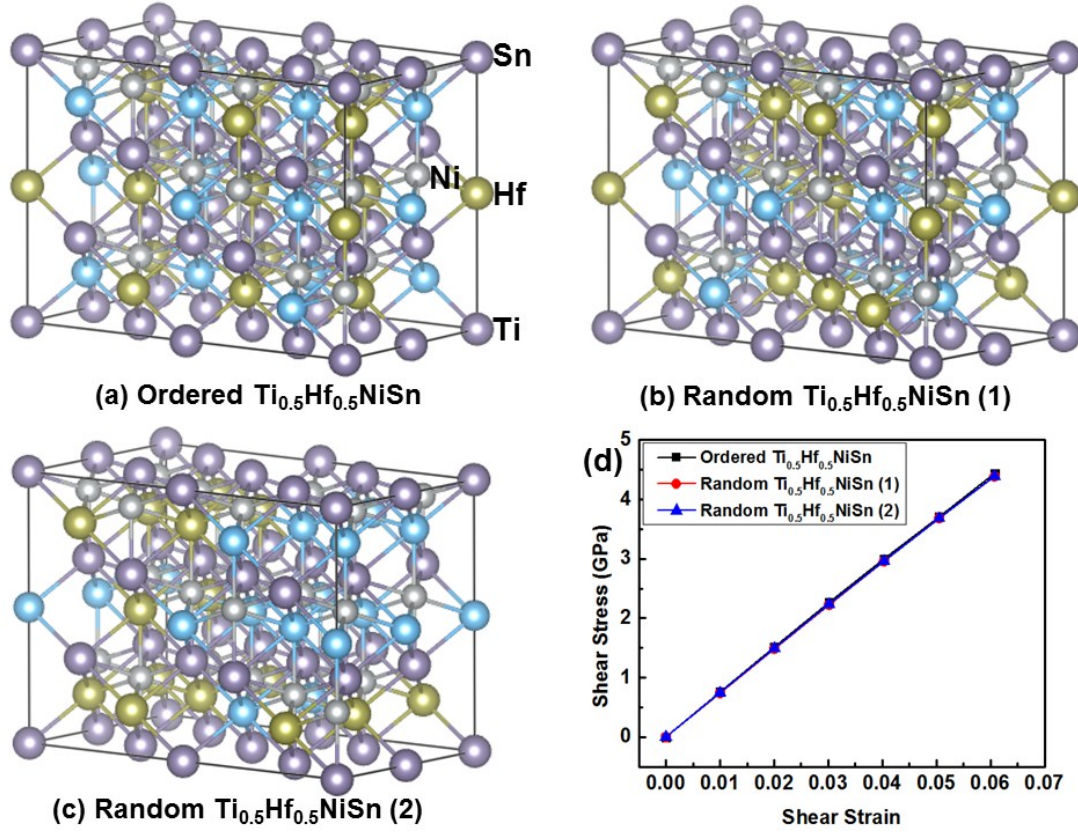 Sn
Ni
Hf
Ti
(a) Ordered Ti0.5Hf0.5NiSn
(b) Random Ti0.5Hf0.5NiSn (1)
(c) Random Ti0.5Hf0.5NiSn (2)
(d)
Ordered Ti0.5Hf0.5NiSn
Random Ti0.5Hf0.5NiSn (1)
Random Ti0.5Hf0.5NiSn (2)
Shear Stress (GPa)
5
4
3
2
1
0
0.00 0.01 0.02 0.03 0.04 0.05 0.06 0.07
Shear Strain